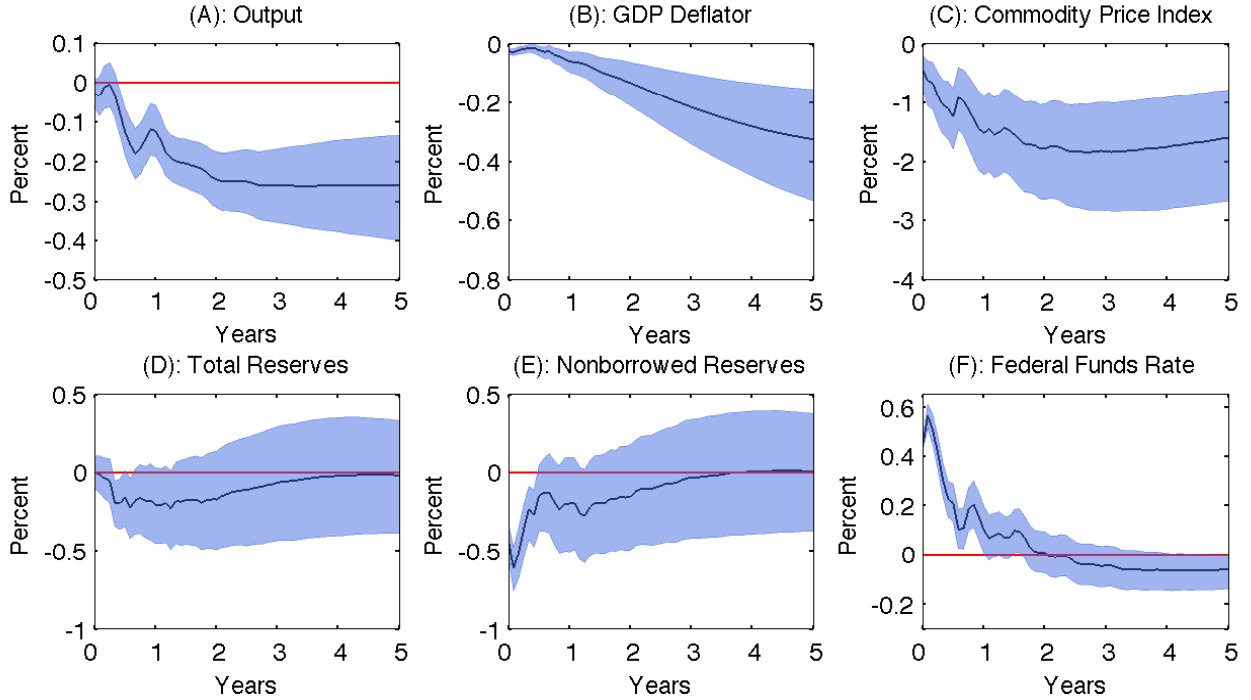 (A): Output
(B): GDP Deflator
(C): Commodity Price Index
0.1
0
-0.1
-0.2
-0.3
-0.4
-0.5
Percent
0 1 2 3 4 5
Years
0
-0.2
-0.4
-0.6
-0.8
Percent
0 1 2 3 4 5
Years
0
-1
-2
-3
-4
Percent
0 1 2 3 4 5
Years
(D): Total Reserves
(E): Nonborrowed Reserves
(F): Federal Funds Rate
0.5
0
-0.5
-1
Percent
0 1 2 3 4 5
Years
0.5
0
-0.5
-1
Percent
0 1 2 3 4 5
Years
0.6
0.4
0.2
0
-0.2
Percent
0 1 2 3 4 5
Years